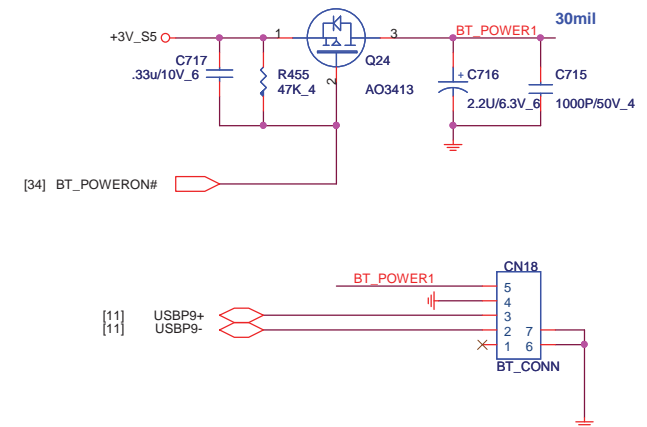 30mil
+3V_S5
1
3
BT_POWER1
C717
.33u/10V_6
R455
47K_4
2
Q24
AO3413
+
C716
2.2U/6.3V_6
C715
1000P/50V_4
[34] BT_POWERON#
CN18
BT_POWER1
5
4
[11] USBP9+
3
[11] USBP9-
2 7
1 6
BT_CONN